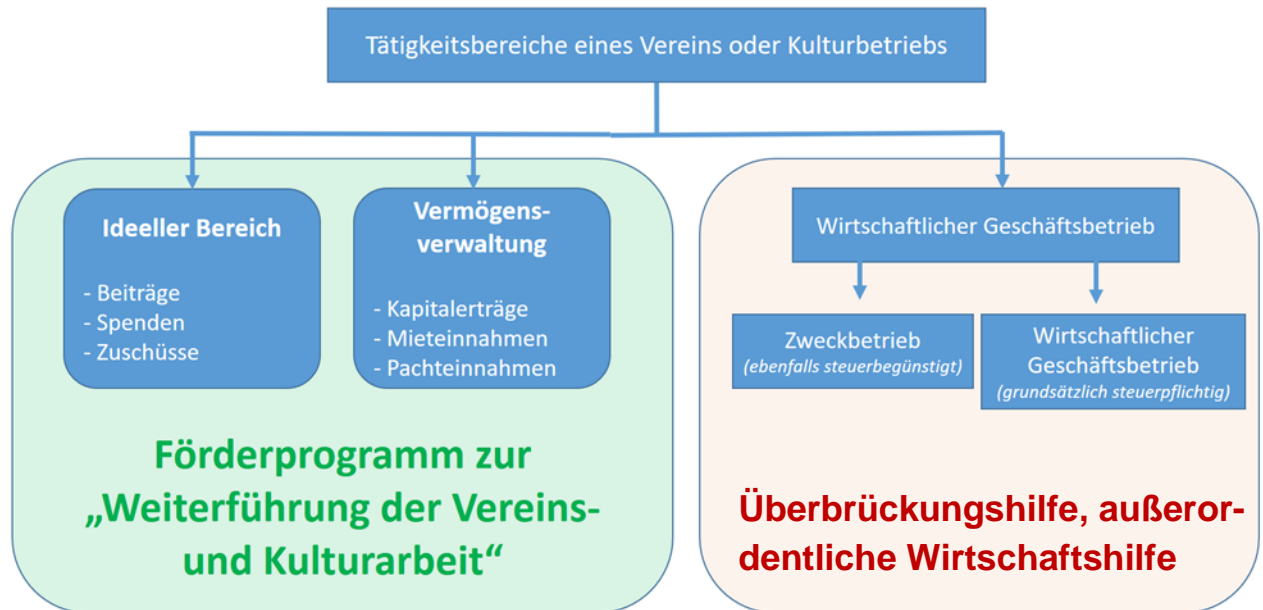 Tätigkeitsbereiche eines Vereins oder Kulturbetriebs
Ideeller Bereich
- Beiträge
- Spenden
- Zuschüsse
Vermögens-
verwaltung
- Kapitalerträge
- Mieteinnahmen
- Pachteinnahmen
Förderprogramm zur
„Weiterführung der Vereins-
und Kulturarbeit“
Wirtschaftlicher Geschäftsbetrieb
Zweckbetrieb
(ebenfalls steuerbegünstigt)
Wirtschaftlicher
Geschäftsbetrieb
(grundsätzlich steuerpflichtig)
Überbrückungshilfe, außeror-
dentliche Wirtschaftshilfe